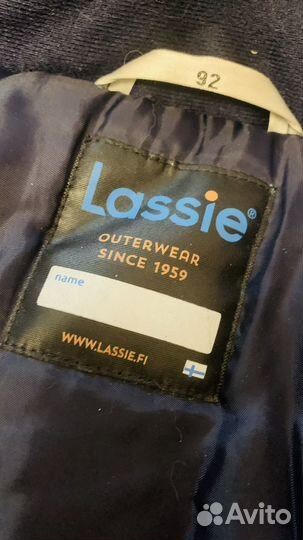 92
Lassie®
OUTERWEAR
SINCE 1959
name
WWW.LASSIE.FI
Avito